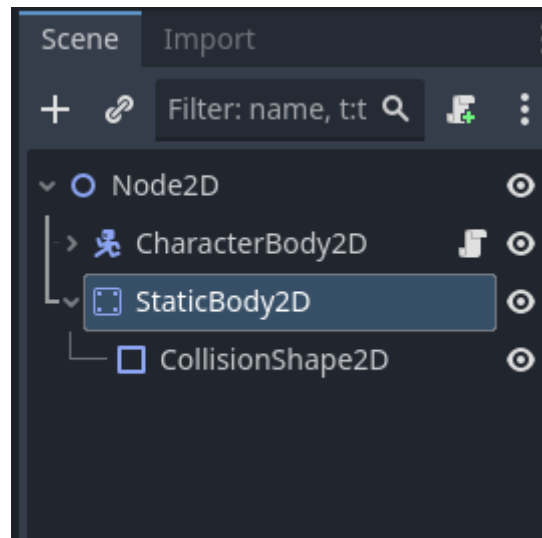 Scene Import
Filter: name, t:t
Node2D
CharacterBody2D
StaticBody2D
CollisionShape2D